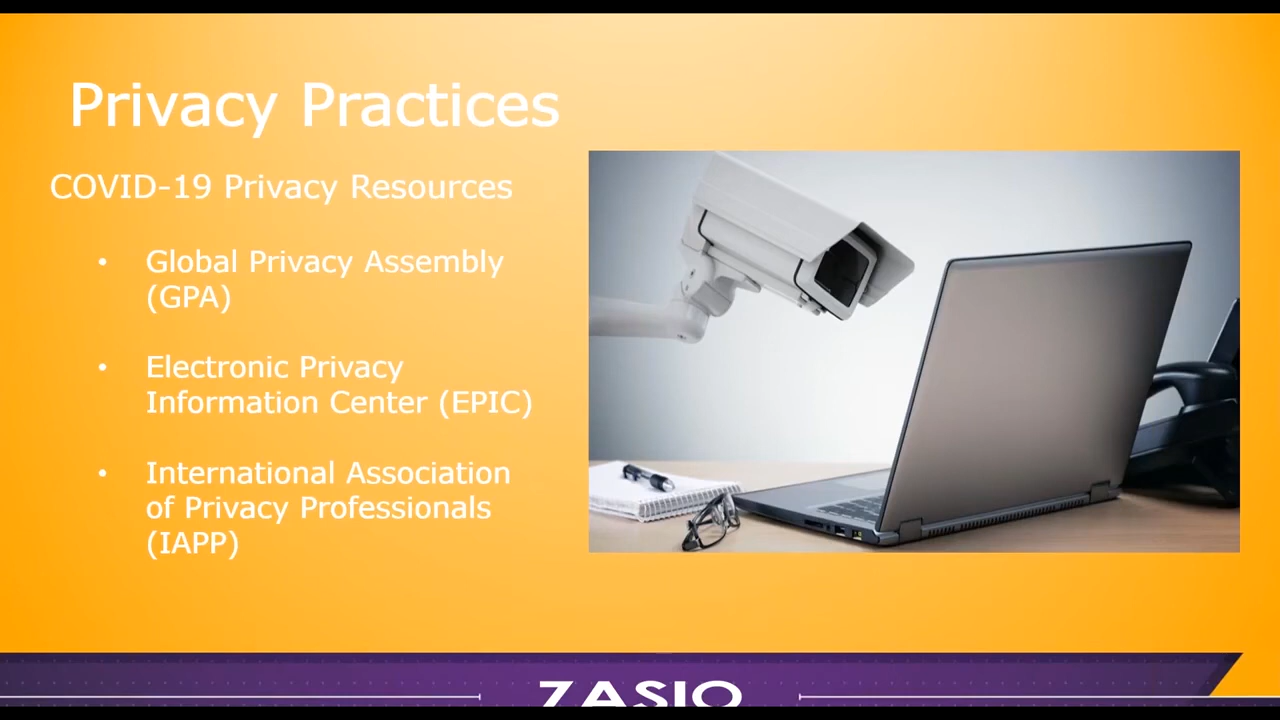 Privacy Practices
COVID-19 Privacy Resources
• Global Privacy Assembly
(GPA)
• Electronic Privacy
Information Center (EPIC)
• International Association
of Privacy Professionals
(IAPP)
ZASIO